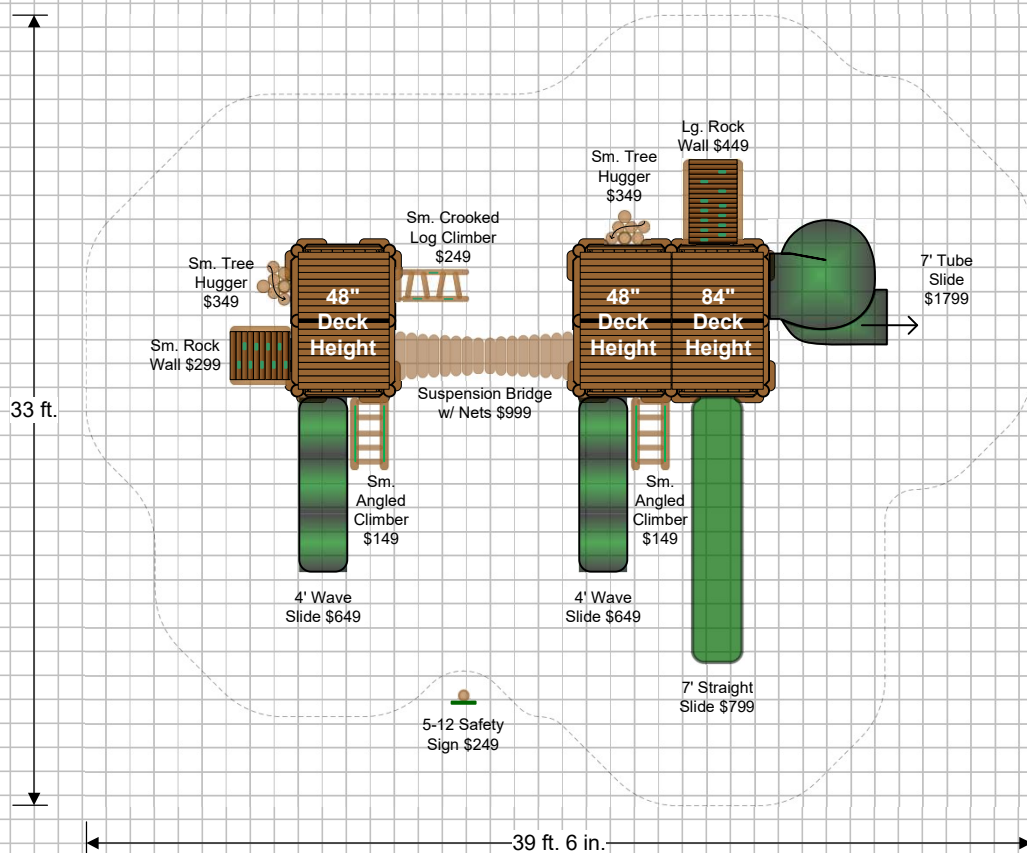 Lg. Rock
Wall $449
Sm. Tree
Hugger
$349
Sm. Crooked
Log Climber
$249
Sm. Tree
Hugger
$349
7' Tube
Slide
$1799
48"
Deck
Height
48"
Deck
Height
84"
Deck
Height
Sm. Rock
Wall $299
Suspension Bridge
w/ Nets $999
33 ft.
Sm.
Angled
Climber
$149
Sm.
Angled
Climber
$149
4' Wave
Slide $649
4' Wave
Slide $649
7' Straight
Slide $799
5-12 Safety
Sign $249
39 ft. 6 in.